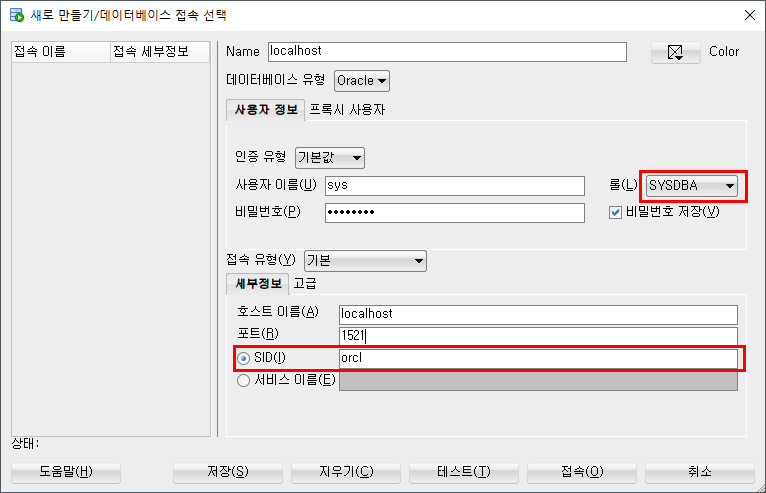 새로 만들기/데이터베이스 접속 선택
접속 이름 접속 세부정보
Name localhost Color
데이터베이스 유형 Oracle
사용자 정보 프록시 사용자
인증 유형 기본값
사용자 이름(U) sys 롤(L) SYSDBA
비밀번호(P) •••••••• 비밀번호 저장(V)
접속 유형(Y) 기본
세부정보 고급
호스트 이름(A) localhost
포트(R) 1521
SID(I) orcl
서비스 이름(E)
상태:
도움말(H) 저장(S) 지우기(C) 테스트(T) 접속(O) 취소